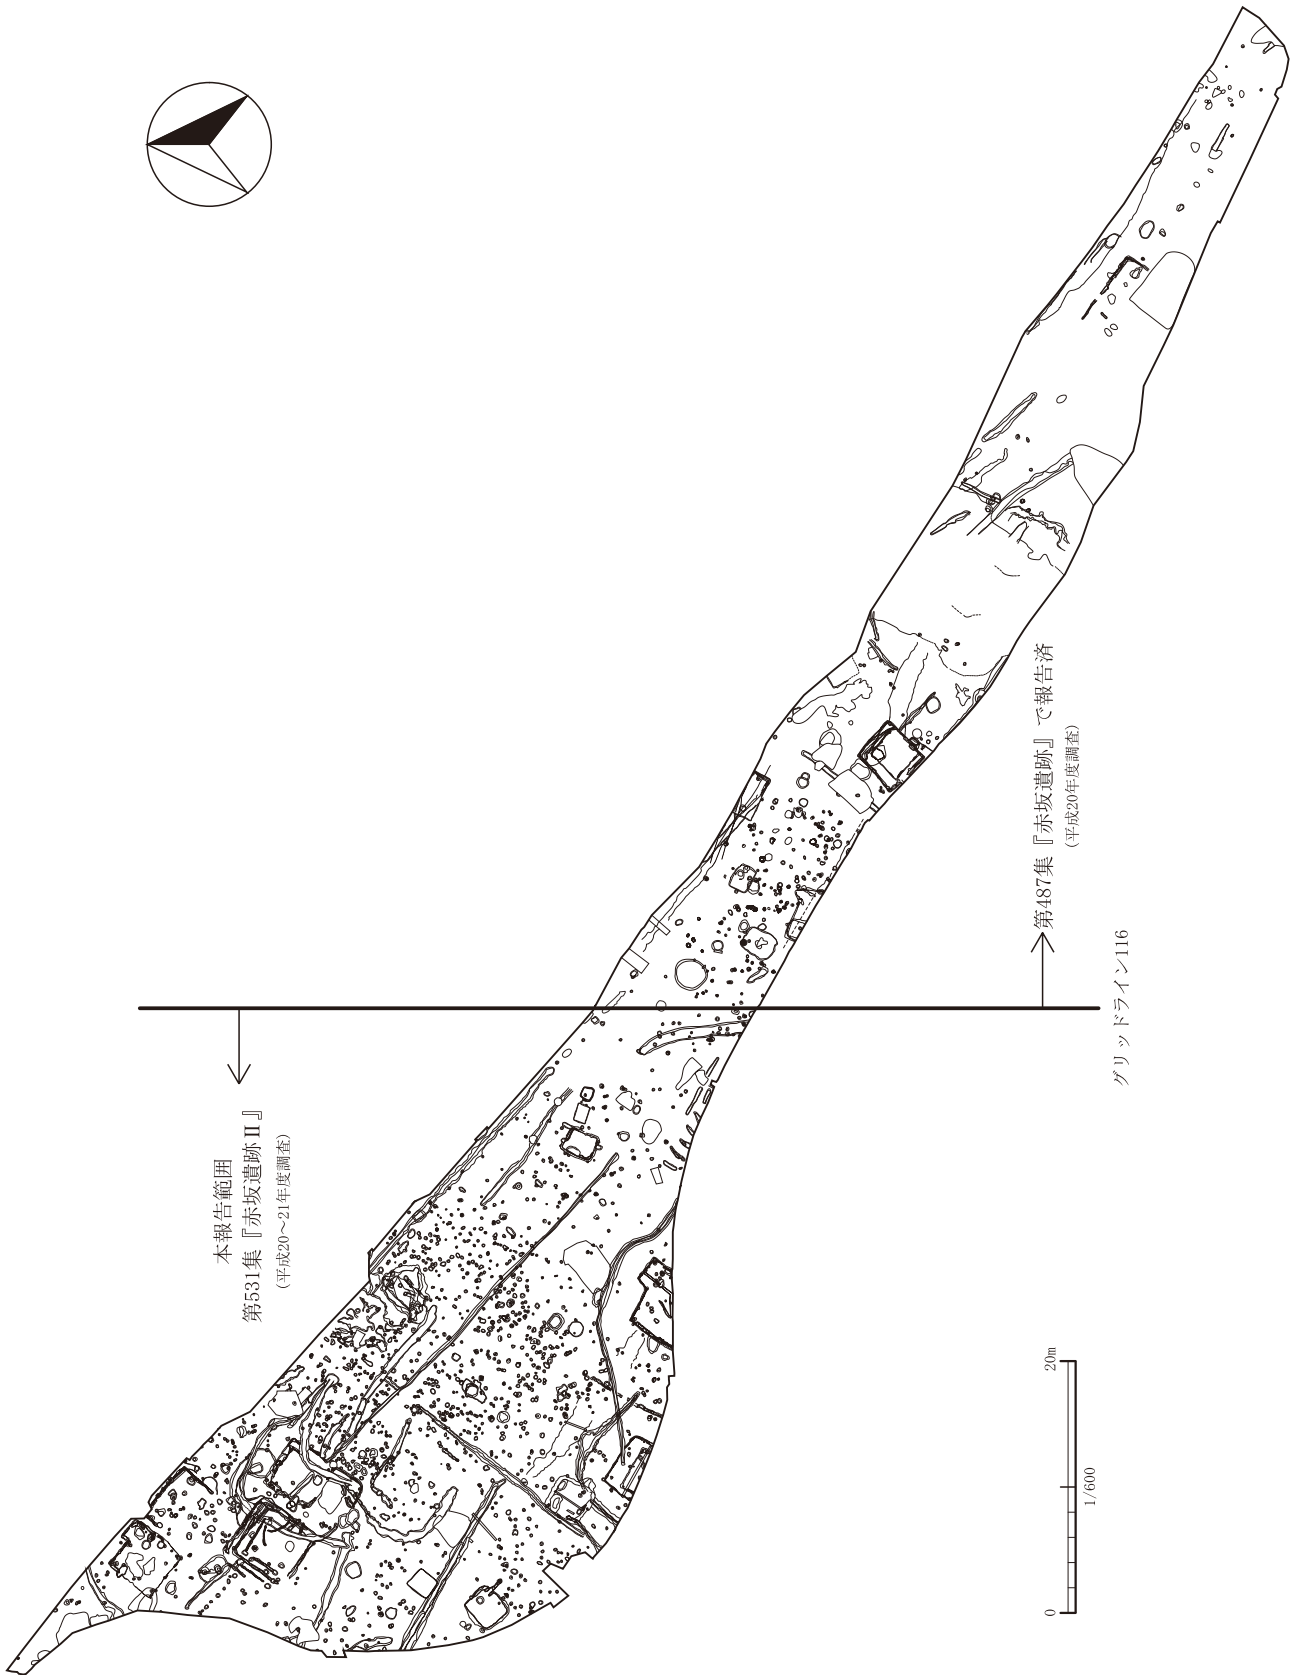 本報告範囲
第531集『赤坂遺跡Ⅱ』
(平成20～21年度調査)
第487集『赤坂遺跡』で報告済
(平成20年度調査)
グリッドライン116
0
20m
1/600